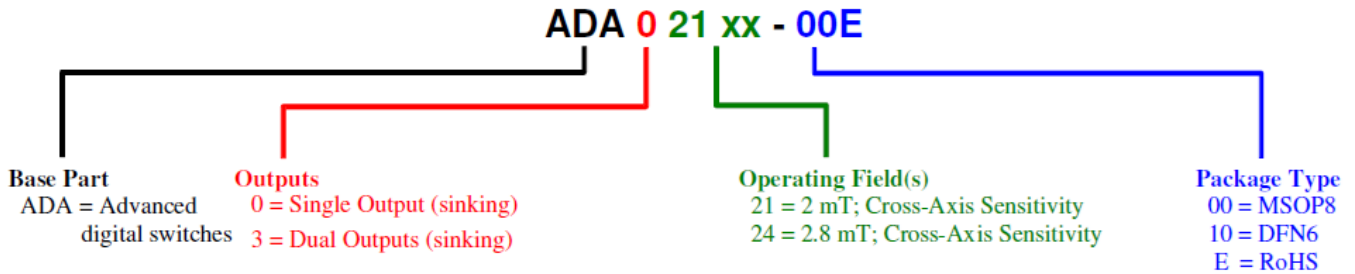 ADA 0 21 xx - 00E
Base Part
ADA = Advanced
digital switches
Outputs
0 = Single Output (sinking)
3 = Dual Outputs (sinking)
Operating Field(s)
21 = 2 mT; Cross-Axis Sensitivity
24 = 2.8 mT; Cross-Axis Sensitivity
Package Type
00 = MSOP8
10 = DFN6
E = RoHS